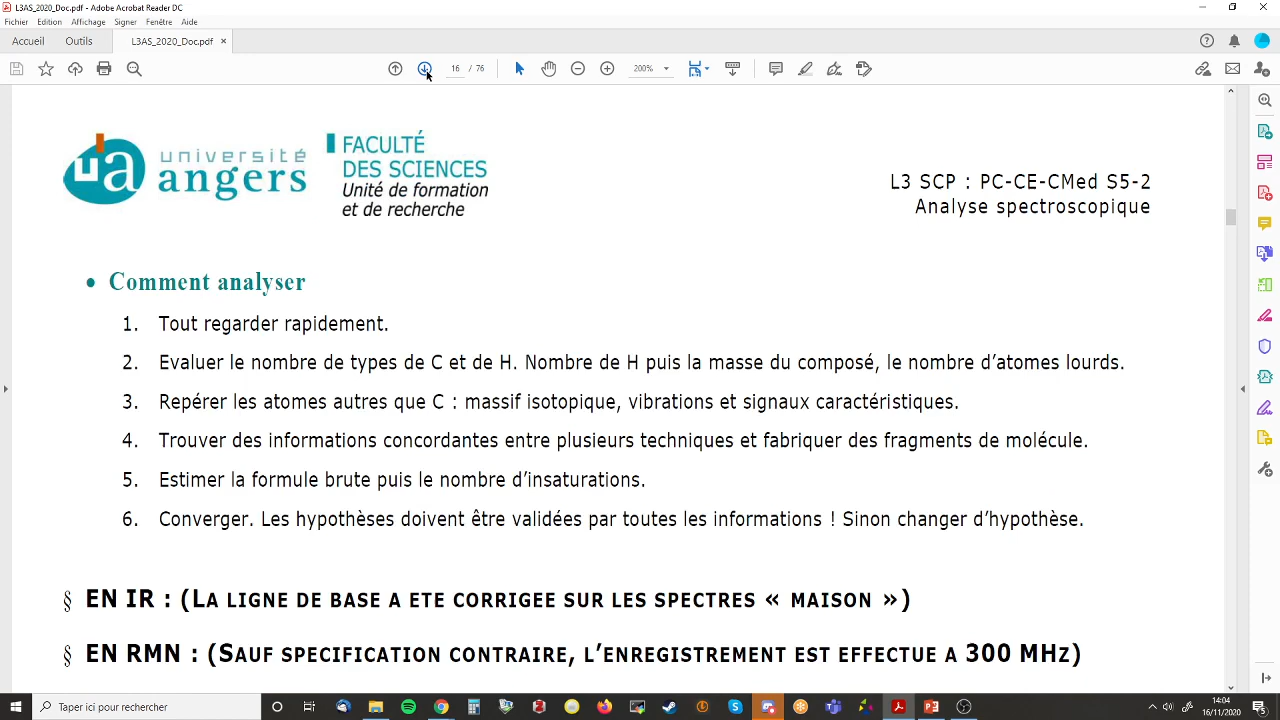 L3AS_2020_Doc.pdf - Adobe Acrobat Reader DC
Fichier Edition Affichage Signer Fenêtre Aide
Accueil Outils L3AS_2020_Doc.pdf ×
16 / 76 200%
université
angers
FACULTÉ
DES SCIENCES
Unité de formation
et de recherche
L3 SCP : PC-CE-CMed S5-2
Analyse spectroscopique
• Comment analyser
1. Tout regarder rapidement.
2. Evaluer le nombre de types de C et de H. Nombre de H puis la masse du composé, le nombre d’atomes lourds.
3. Repérer les atomes autres que C : massif isotopique, vibrations et signaux caractéristiques.
4. Trouver des informations concordantes entre plusieurs techniques et fabriquer des fragments de molécule.
5. Estimer la formule brute puis le nombre d’insaturations.
6. Converger. Les hypothèses doivent être validées par toutes les informations ! Sinon changer d’hypothèse.
§ EN IR : (LA LIGNE DE BASE A ETE CORRIGEE SUR LES SPECTRES « MAISON »)
§ EN RMN : (SAUF SPECIFICATION CONTRAIRE, L’ENREGISTREMENT EST EFFECTUE A 300 MHZ)
Taper ici pour rechercher
14:04
16/11/2020